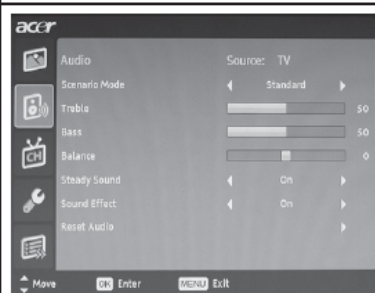 acer
Audio Source: TV
Scenario Mode Standard
Treble 50
Bass 50
Balance 0
Steady Sound On
Sound Effect On
Reset Audio
CH
Move OK Enter MENU Exit